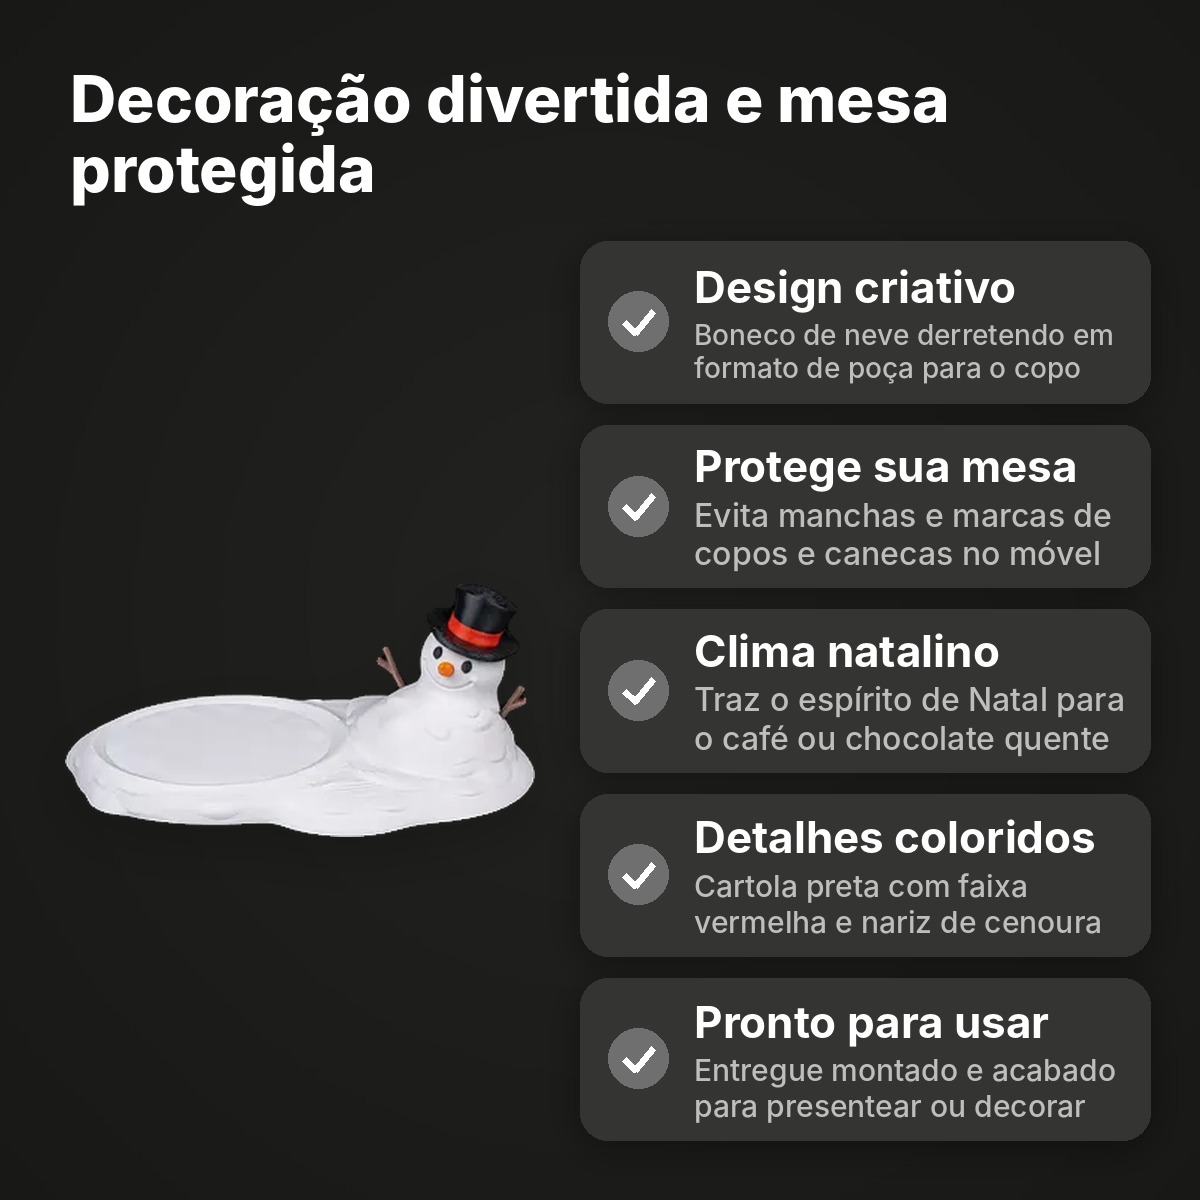 Decoração divertida e mesa
protegida
Design criativo
Boneco de neve derretendo em
formato de poça para o copo
Protege sua mesa
Evita manchas e marcas de
copos e canecas no móvel
Clima natalino
Traz o espírito de Natal para
o café ou chocolate quente
Detalhes coloridos
Cartola preta com faixa
vermelha e nariz de cenoura
Pronto para usar
Entregue montado e acabado
para presentear ou decorar